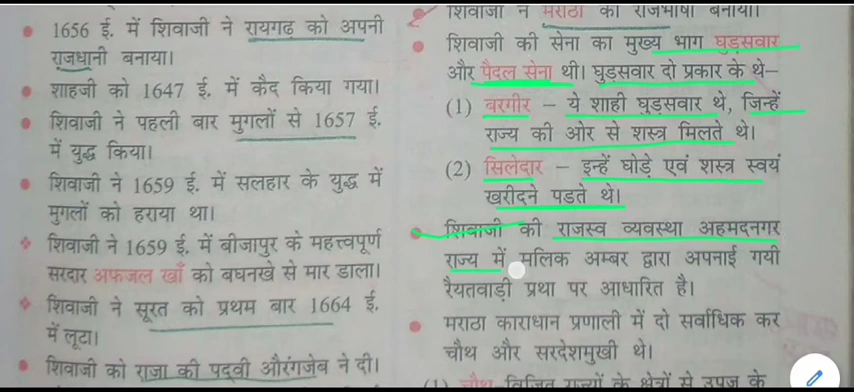 1656 ई. में शिवाजी ने रायगढ़ को अपनी
राजधानी बनाया।
शाहजी को 1647 ई. में कैद किया गया।
शिवाजी ने पहली बार मुगलों से 1657 ई.
में युद्ध किया।
शिवाजी ने 1659 ई. में सलहार के युद्ध में
मुगलों को हराया था।
शिवाजी ने 1659 ई. में बीजापुर के महत्त्वपूर्ण
सरदार अफजल खाँ को बघनखे से मार डाला।
शिवाजी ने सूरत को प्रथम बार 1664 ई.
में लूटा।
शिवाजी को राजा की पदवी औरंगजेब ने दी।
शिवाजी ने मराठा को राजभाषा बनाया।
शिवाजी की सेना का मुख्य भाग घुड़सवार
और पैदल सेना थी। घुड़सवार दो प्रकार के थे–
(1) बरगीर – ये शाही घुड़सवार थे, जिन्हें
राज्य की ओर से शस्त्र मिलते थे।
(2) सिलेदार – इन्हें घोड़े एवं शस्त्र स्वयं
खरीदने पड़ते थे।
शिवाजी की राजस्व व्यवस्था अहमदनगर
राज्य में मलिक अम्बर द्वारा अपनाई गयी
रैयतवाड़ी प्रथा पर आधारित है।
मराठा काराधान प्रणाली में दो सर्वाधिक कर
चौथ और सरदेशमुखी थे।
(1) चौथ विजित राज्यों के क्षेत्रों से उपज के